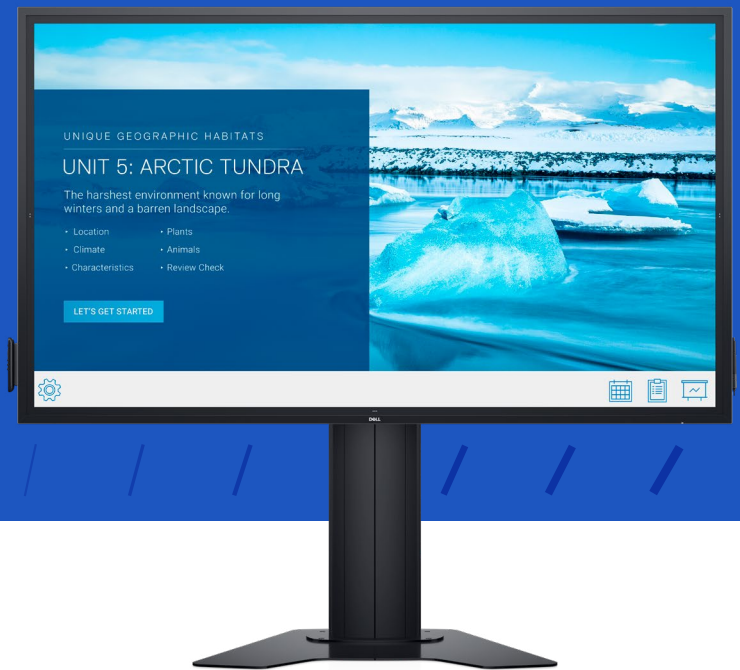 UNIQUE GEOGRAPHIC HABITATS
UNIT 5: ARCTIC TUNDRA
The harshest environment known for long
winters and a barren landscape.
• Location
• Climate
• Characteristics
• Plants
• Animals
• Review Check
LET'S GET STARTED
DELL